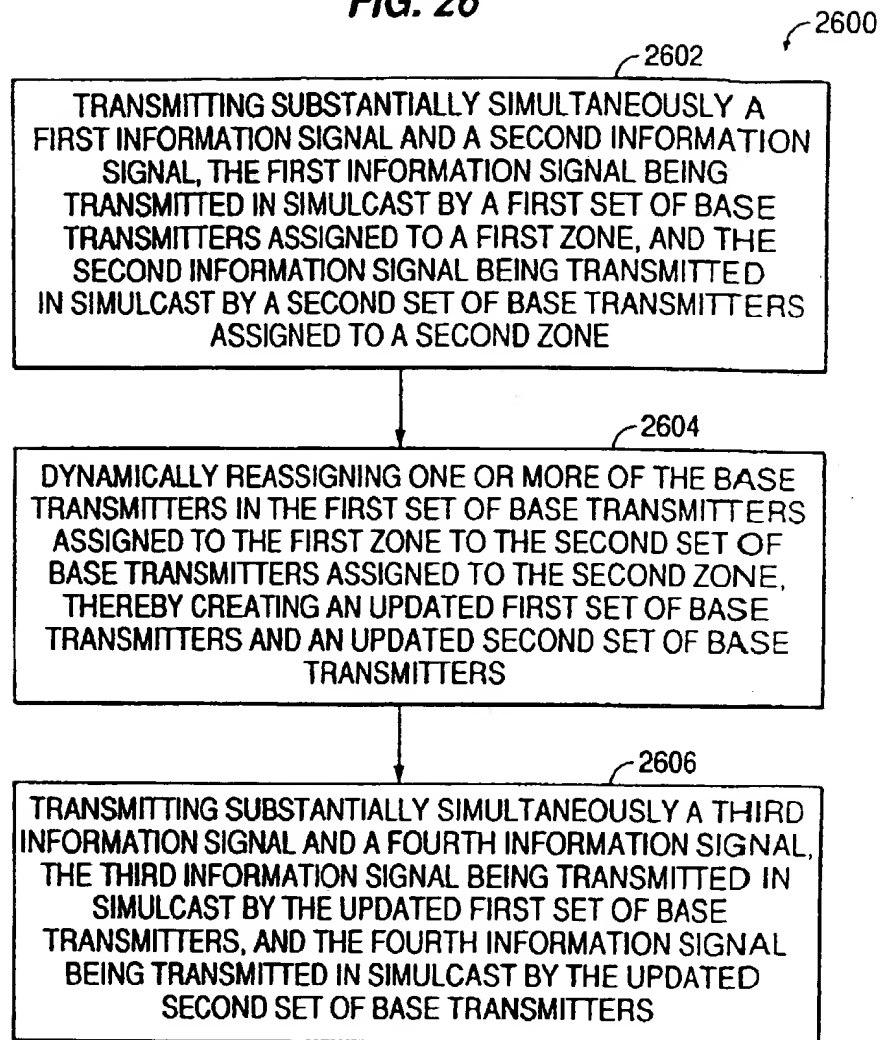 FIG. 26
2600
2602
TRANSMITTING SUBSTANTIALLY SIMULTANEOUSLY A
FIRST INFORMATION SIGNAL AND A SECOND INFORMATION
SIGNAL, THE FIRST INFORMATION SIGNAL BEING
TRANSMITTED IN SIMULCAST BY A FIRST SET OF BASE
TRANSMITTERS ASSIGNED TO A FIRST ZONE, AND THE
SECOND INFORMATION SIGNAL BEING TRANSMITTED
IN SIMULCAST BY A SECOND SET OF BASE TRANSMITTERS
ASSIGNED TO A SECOND ZONE
2604
DYNAMICALLY REASSIGNING ONE OR MORE OF THE BASE
TRANSMITTERS IN THE FIRST SET OF BASE TRANSMITTERS
ASSIGNED TO THE FIRST ZONE TO THE SECOND SET OF
BASE TRANSMITTERS ASSIGNED TO THE SECOND ZONE,
THEREBY CREATING AN UPDATED FIRST SET OF BASE
TRANSMITTERS AND AN UPDATED SECOND SET OF BASE
TRANSMITTERS
2606
TRANSMITTING SUBSTANTIALLY SIMULTANEOUSLY A THIRD
INFORMATION SIGNAL AND A FOURTH INFORMATION SIGNAL,
THE THIRD INFORMATION SIGNAL BEING TRANSMITTED IN
SIMULCAST BY THE UPDATED FIRST SET OF BASE
TRANSMITTERS, AND THE FOURTH INFORMATION SIGNAL
BEING TRANSMITTED IN SIMULCAST BY THE UPDATED
SECOND SET OF BASE TRANSMITTERS